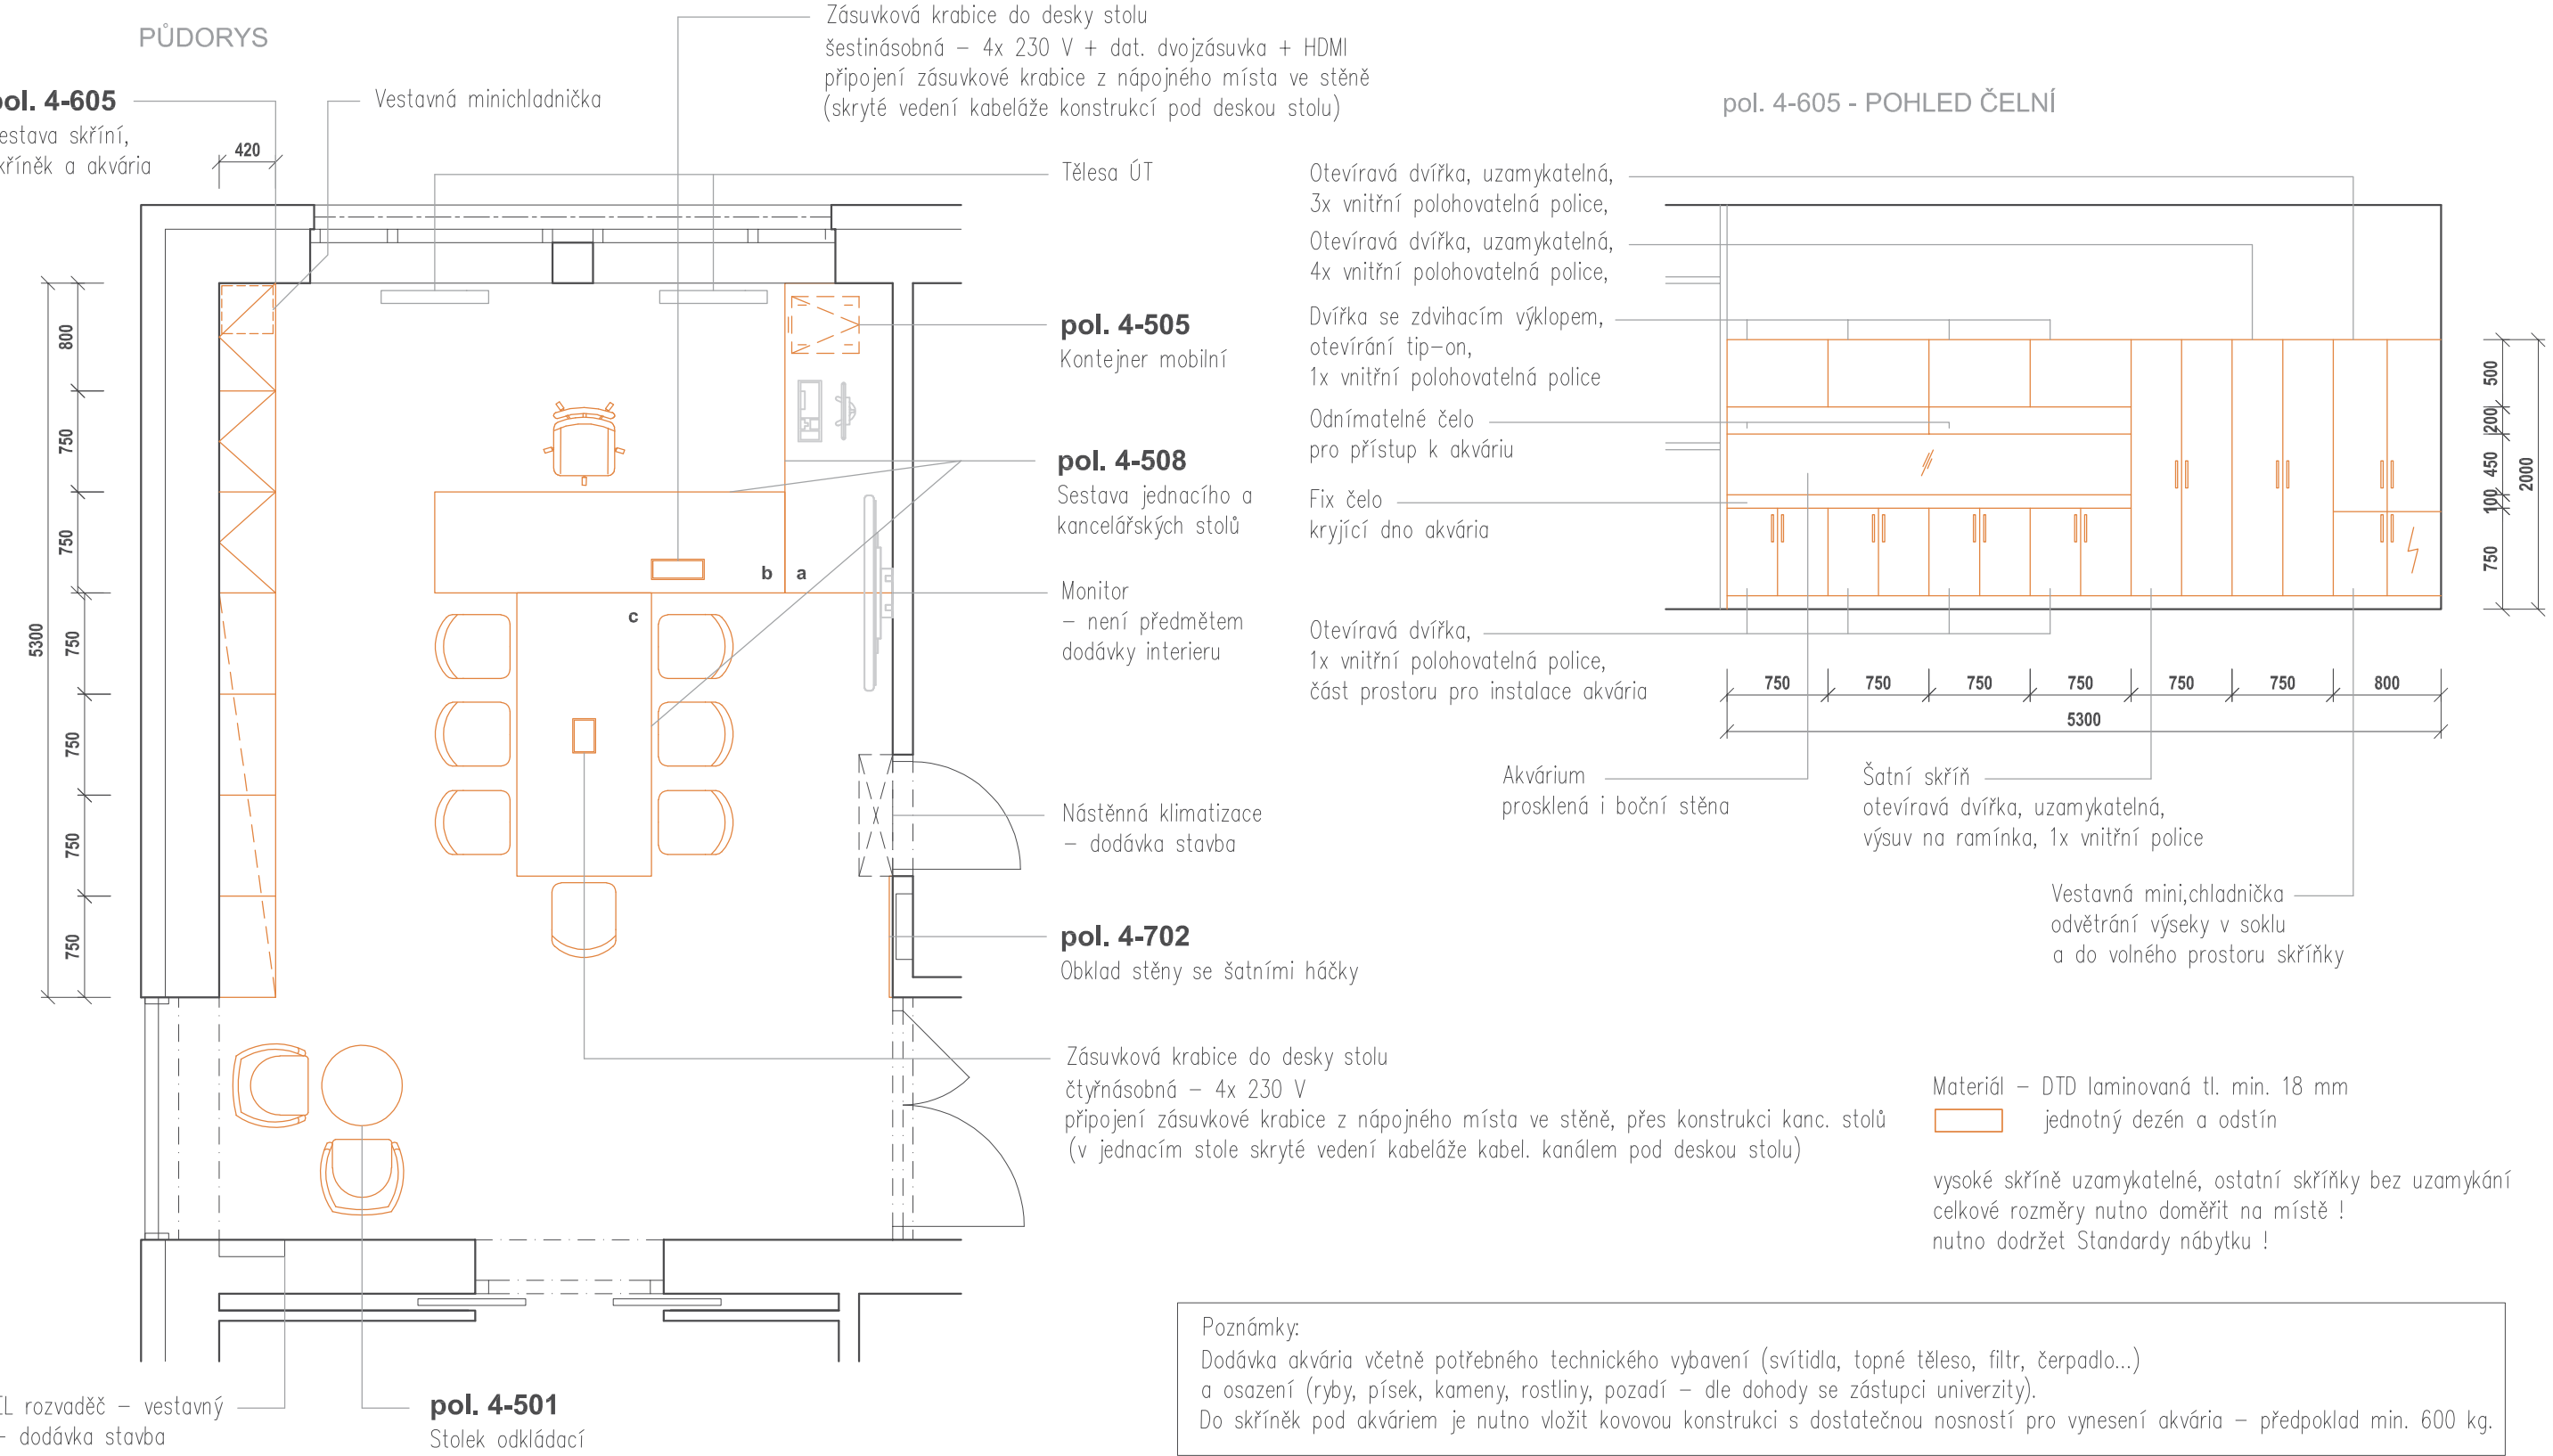 PŮDORYS
pol. 4-605
sestava skříní,
skříněk a akvária
420
Vestavná minichladnička
Zásuvková krabice do desky stolu
šestinásobná – 4x 230 V + dat. dvojzásuvka + HDMI
připojení zásuvkové krabice z nápojného místa ve stěně
(skryté vedení kabeláže konstrukcí pod deskou stolu)
Tělesa ÚT
pol. 4-505
Kontejner mobilní
pol. 4-508
Sestava jednacího a
kancelářských stolů
Monitor
– není předmětem
dodávky interieru
Nástěnná klimatizace
– dodávka stavba
pol. 4-702
Obklad stěny se šatními háčky
Zásuvková krabice do desky stolu
čtyřnásobná – 4x 230 V
připojení zásuvkové krabice z nápojného místa ve stěně, přes konstrukci kanc. stolů
(v jednacím stole skryté vedení kabeláže kabel. kanálem pod deskou stolu)
b
a
c
5300
800
750
750
750
750
750
750
EL rozvaděč – vestavný
– dodávka stavba
pol. 4-501
Stolek odkládací
pol. 4-605 - POHLED ČELNÍ
Otevíravá dvířka, uzamykatelná,
3x vnitřní polohovatelná police,
Otevíravá dvířka, uzamykatelná,
4x vnitřní polohovatelná police,
Dvířka se zdvihacím výklopem,
otevírání tip-on,
1x vnitřní polohovatelná police
Odnímatelné čelo
pro přístup k akváriu
Fix čelo
kryjící dno akvária
Otevíravá dvířka,
1x vnitřní polohovatelná police,
část prostoru pro instalace akvária
500
200
450
100
750
2000
750
750
750
750
750
750
800
5300
Akvárium
prosklená i boční stěna
Šatní skříň
otevíravá dvířka, uzamykatelná,
výsuv na ramínka, 1x vnitřní police
Vestavná mini,chladnička
odvětrání výseky v soklu
a do volného prostoru skříňky
Materiál – DTD laminovaná tl. min. 18 mm
jednotný dezén a odstín
vysoké skříně uzamykatelné, ostatní skříňky bez uzamykání
celkové rozměry nutno doměřit na místě !
nutno dodržet Standardy nábytku !
Poznámky:
Dodávka akvária včetně potřebného technického vybavení (svítidla, topné těleso, filtr, čerpadlo...)
a osazení (ryby, písek, kameny, rostliny, pozadí – dle dohody se zástupci univerzity).
Do skříněk pod akváriem je nutno vložit kovovou konstrukci s dostatečnou nosností pro vynesení akvária – předpoklad min. 600 kg.